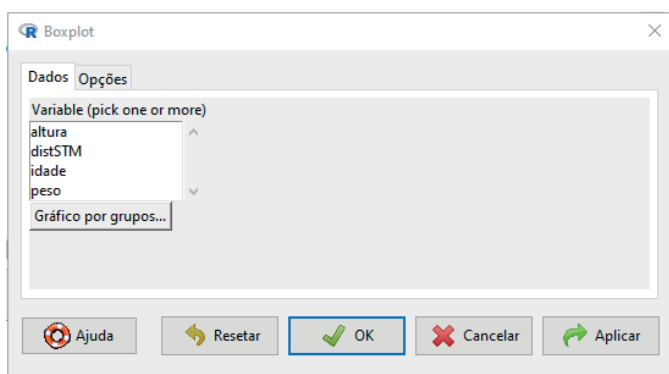 Boxplot
Dados Opções
Variable (pick one or more)
altura
distSTM
idade
peso
Gráfico por grupos...
Ajuda Resetar OK Cancelar Aplicar